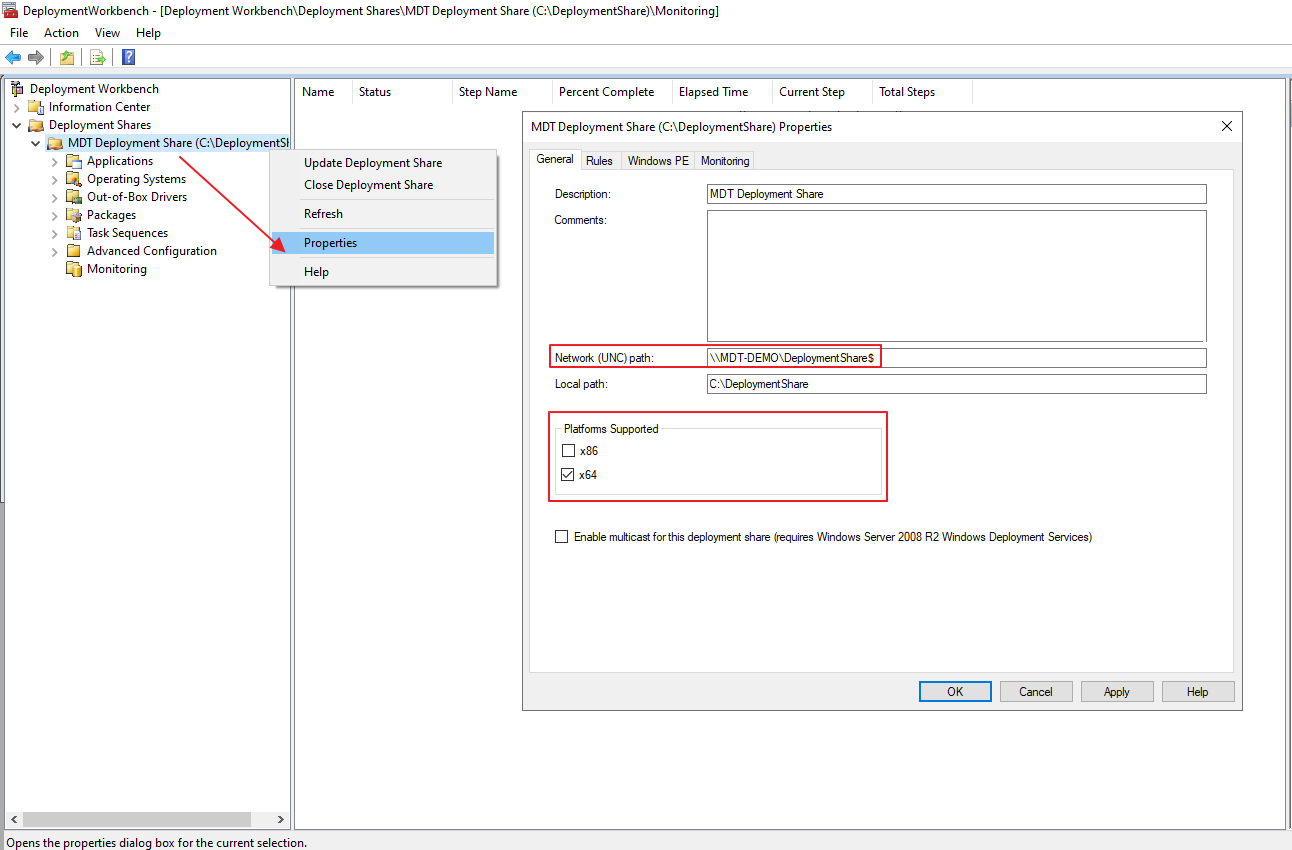 DeploymentWorkbench - [Deployment Workbench\Deployment Shares\MDT Deployment Share (C:\DeploymentShare)\Monitoring]
File Action View Help
Deployment Workbench
Information Center
Deployment Shares
MDT Deployment Share (C:\DeploymentSh
Applications
Operating Systems
Out-of-Box Drivers
Packages
Task Sequences
Advanced Configuration
Monitoring
Update Deployment Share
Close Deployment Share
Refresh
Properties
Help
Name Status Step Name Percent Complete Elapsed Time Current Step Total Steps
MDT Deployment Share (C:\DeploymentShare) Properties
General Rules Windows PE Monitoring
Description: MDT Deployment Share
Comments:
Network (UNC) path: \\MDT-DEMO\DeploymentShare$
Local path: C:\DeploymentShare
Platforms Supported
x86
x64
Enable multicast for this deployment share (requires Windows Server 2008 R2 Windows Deployment Services)
OK Cancel Apply Help
Opens the properties dialog box for the current selection.